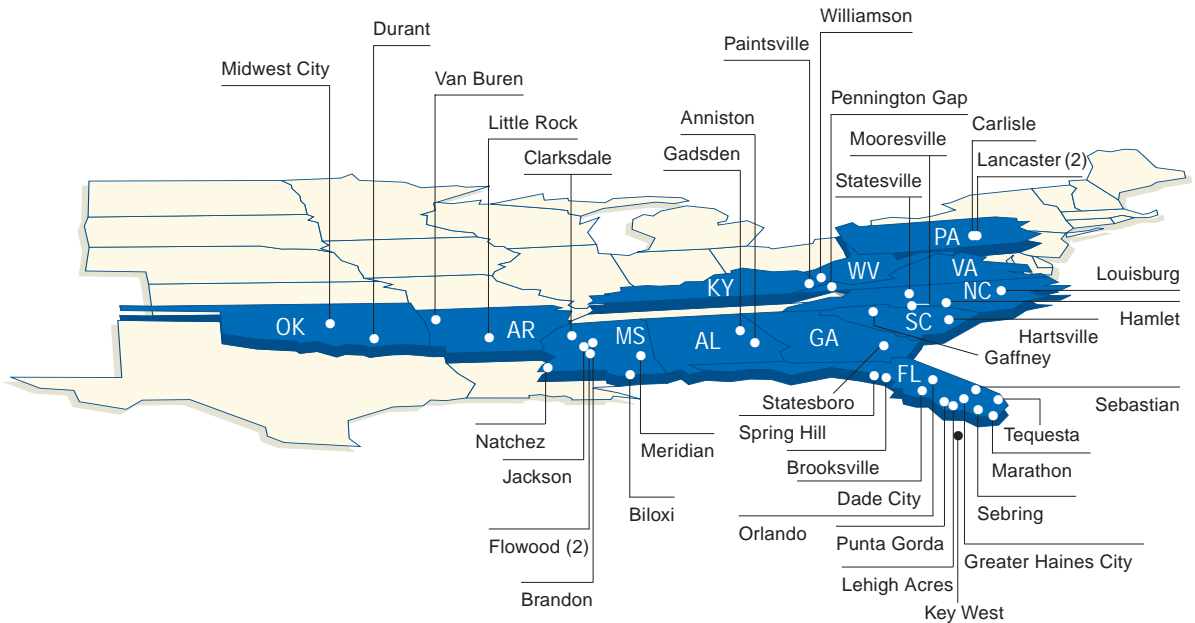 Williamson
Durant
Paintsville
Midwest City
Van Buren
Pennington Gap
Anniston
Mooresville
Carlisle
Little Rock
Clarksdale
Gadsden
Lancaster (2)
Statesville
PA
WV
VA
Louisburg
KY
NC
OK
AR
MS
AL
GA
SC
Hamlet
Hartsville
Gaffney
FL
Statesboro
Sebastian
Natchez
Meridian
Spring Hill
Tequesta
Jackson
Brooksville
Marathon
Dade City
Biloxi
Sebring
Orlando
Flowood (2)
Punta Gorda
Greater Haines City
Lehigh Acres
Brandon
Key West